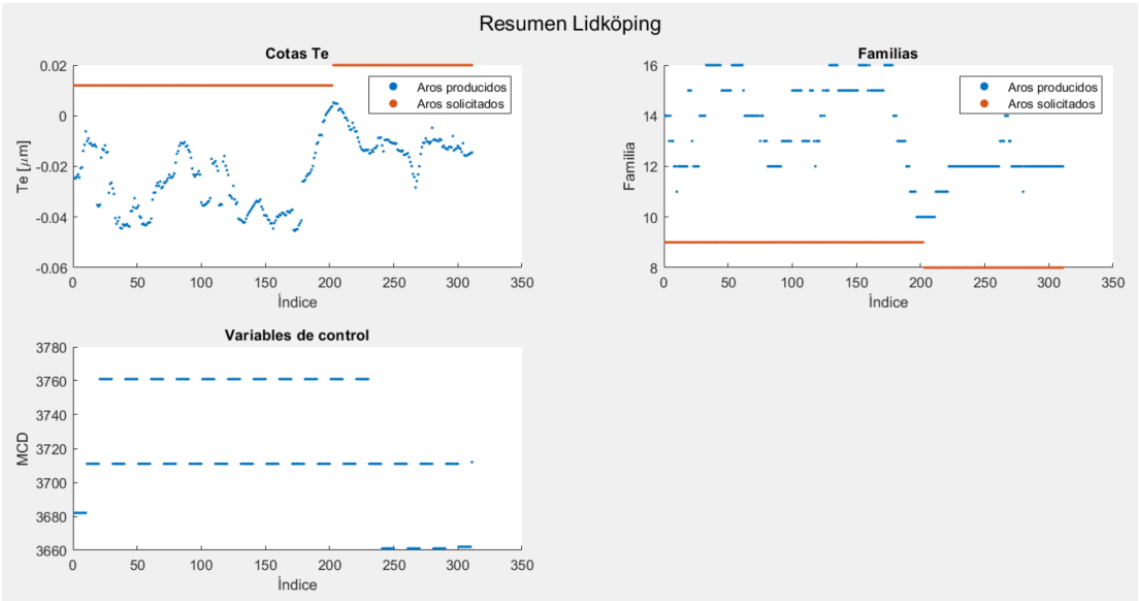 Resumen Lidköping
Cotas Te
0.02
0
-0.02
-0.04
-0.06
Te [μm]
0 50 100 150 200 250 300 350
Índice
Aros producidos
Aros solicitados
Familias
16
14
12
10
8
Familia
0 50 100 150 200 250 300 350
Índice
Aros producidos
Aros solicitados
Variables de control
3780
3760
3740
3720
3700
3680
3660
MCD
0 50 100 150 200 250 300 350
Índice